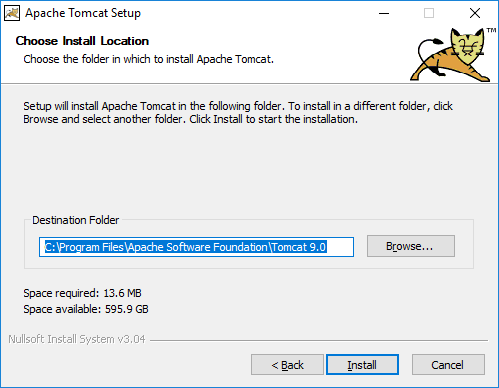 Apache Tomcat Setup
Choose Install Location
Choose the folder in which to install Apache Tomcat.
TM
Setup will install Apache Tomcat in the following folder. To install in a different folder, click
Browse and select another folder. Click Install to start the installation.
Destination Folder
C:\Program Files\Apache Software Foundation\Tomcat 9.0
Browse...
Space required: 13.6 MB
Space available: 595.9 GB
Nullsoft Install System v3.04
< Back
Install
Cancel